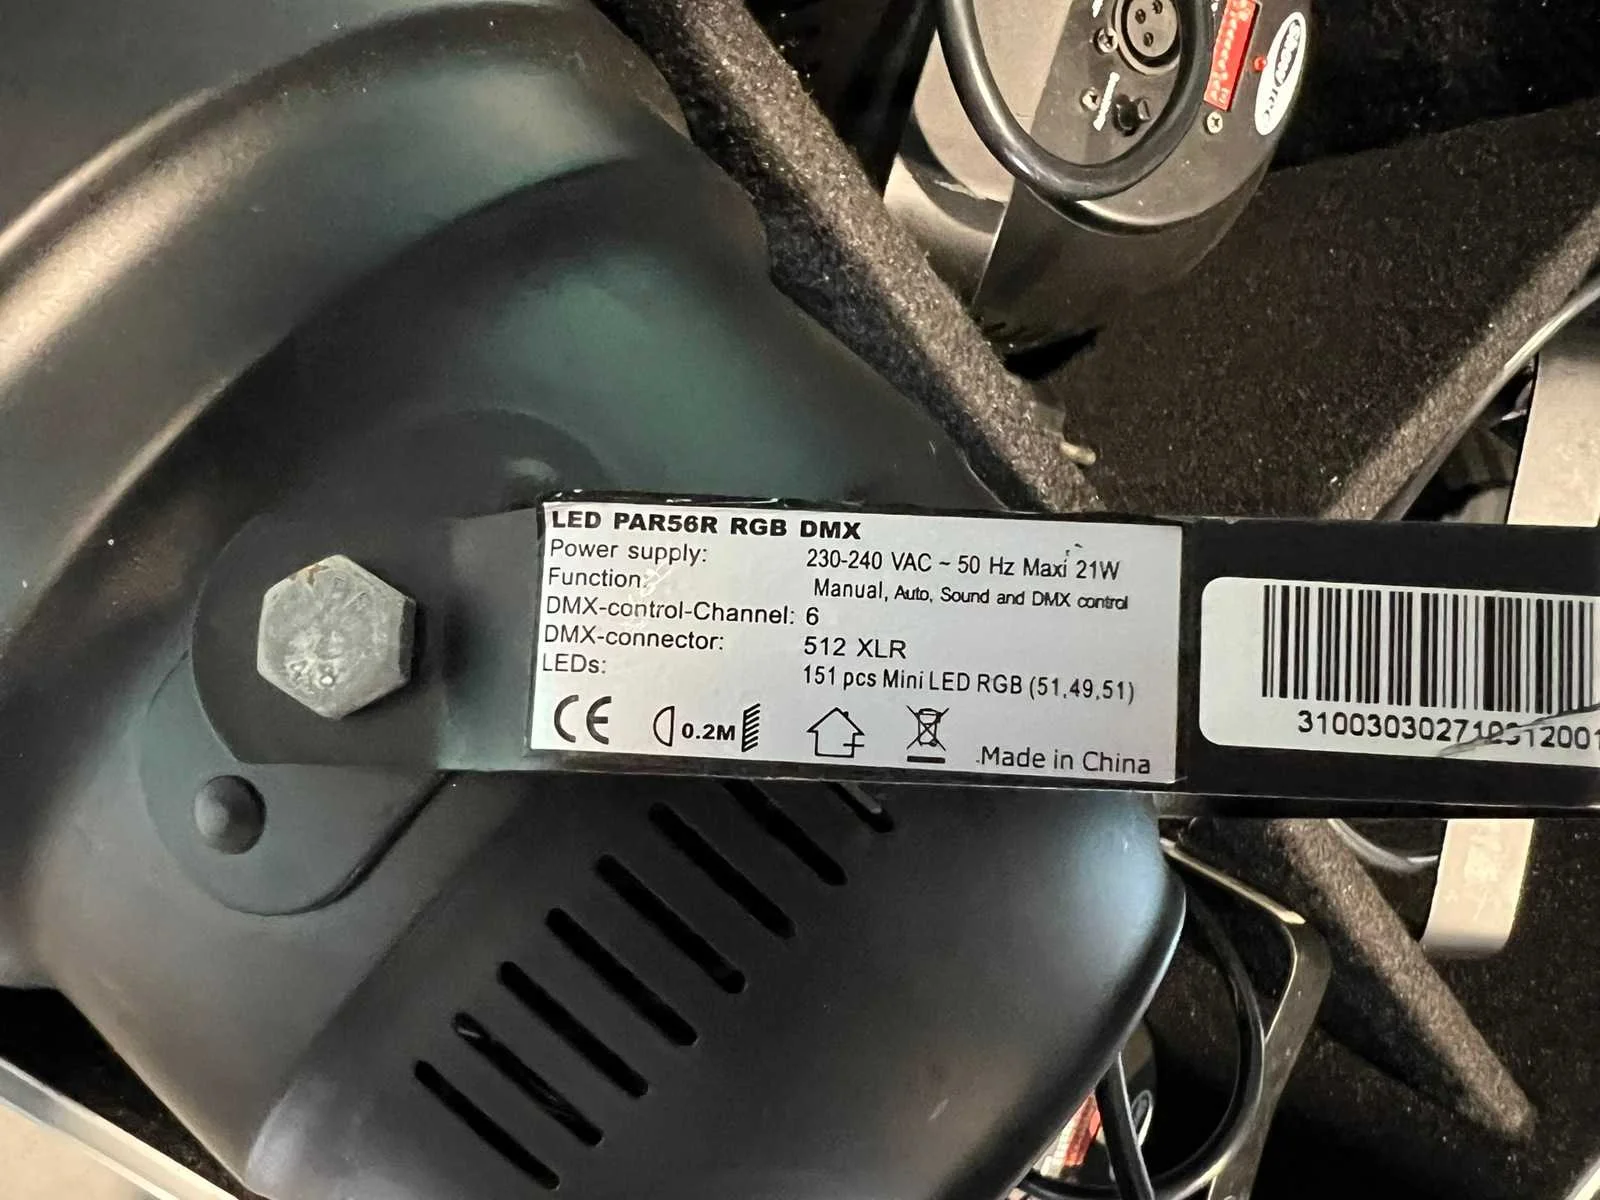 LED PAR56R RGB DMX
Power supply: 230-240 VAC ~ 50 Hz Maxi 21W
Function: Manual, Auto, Sound and DMX control
DMX-control-Channel: 6
DMX-connector: 512 XLR
LEDs: 151 pcs Mini LED RGB (51,49,51)
CE 0.2M
Made in China